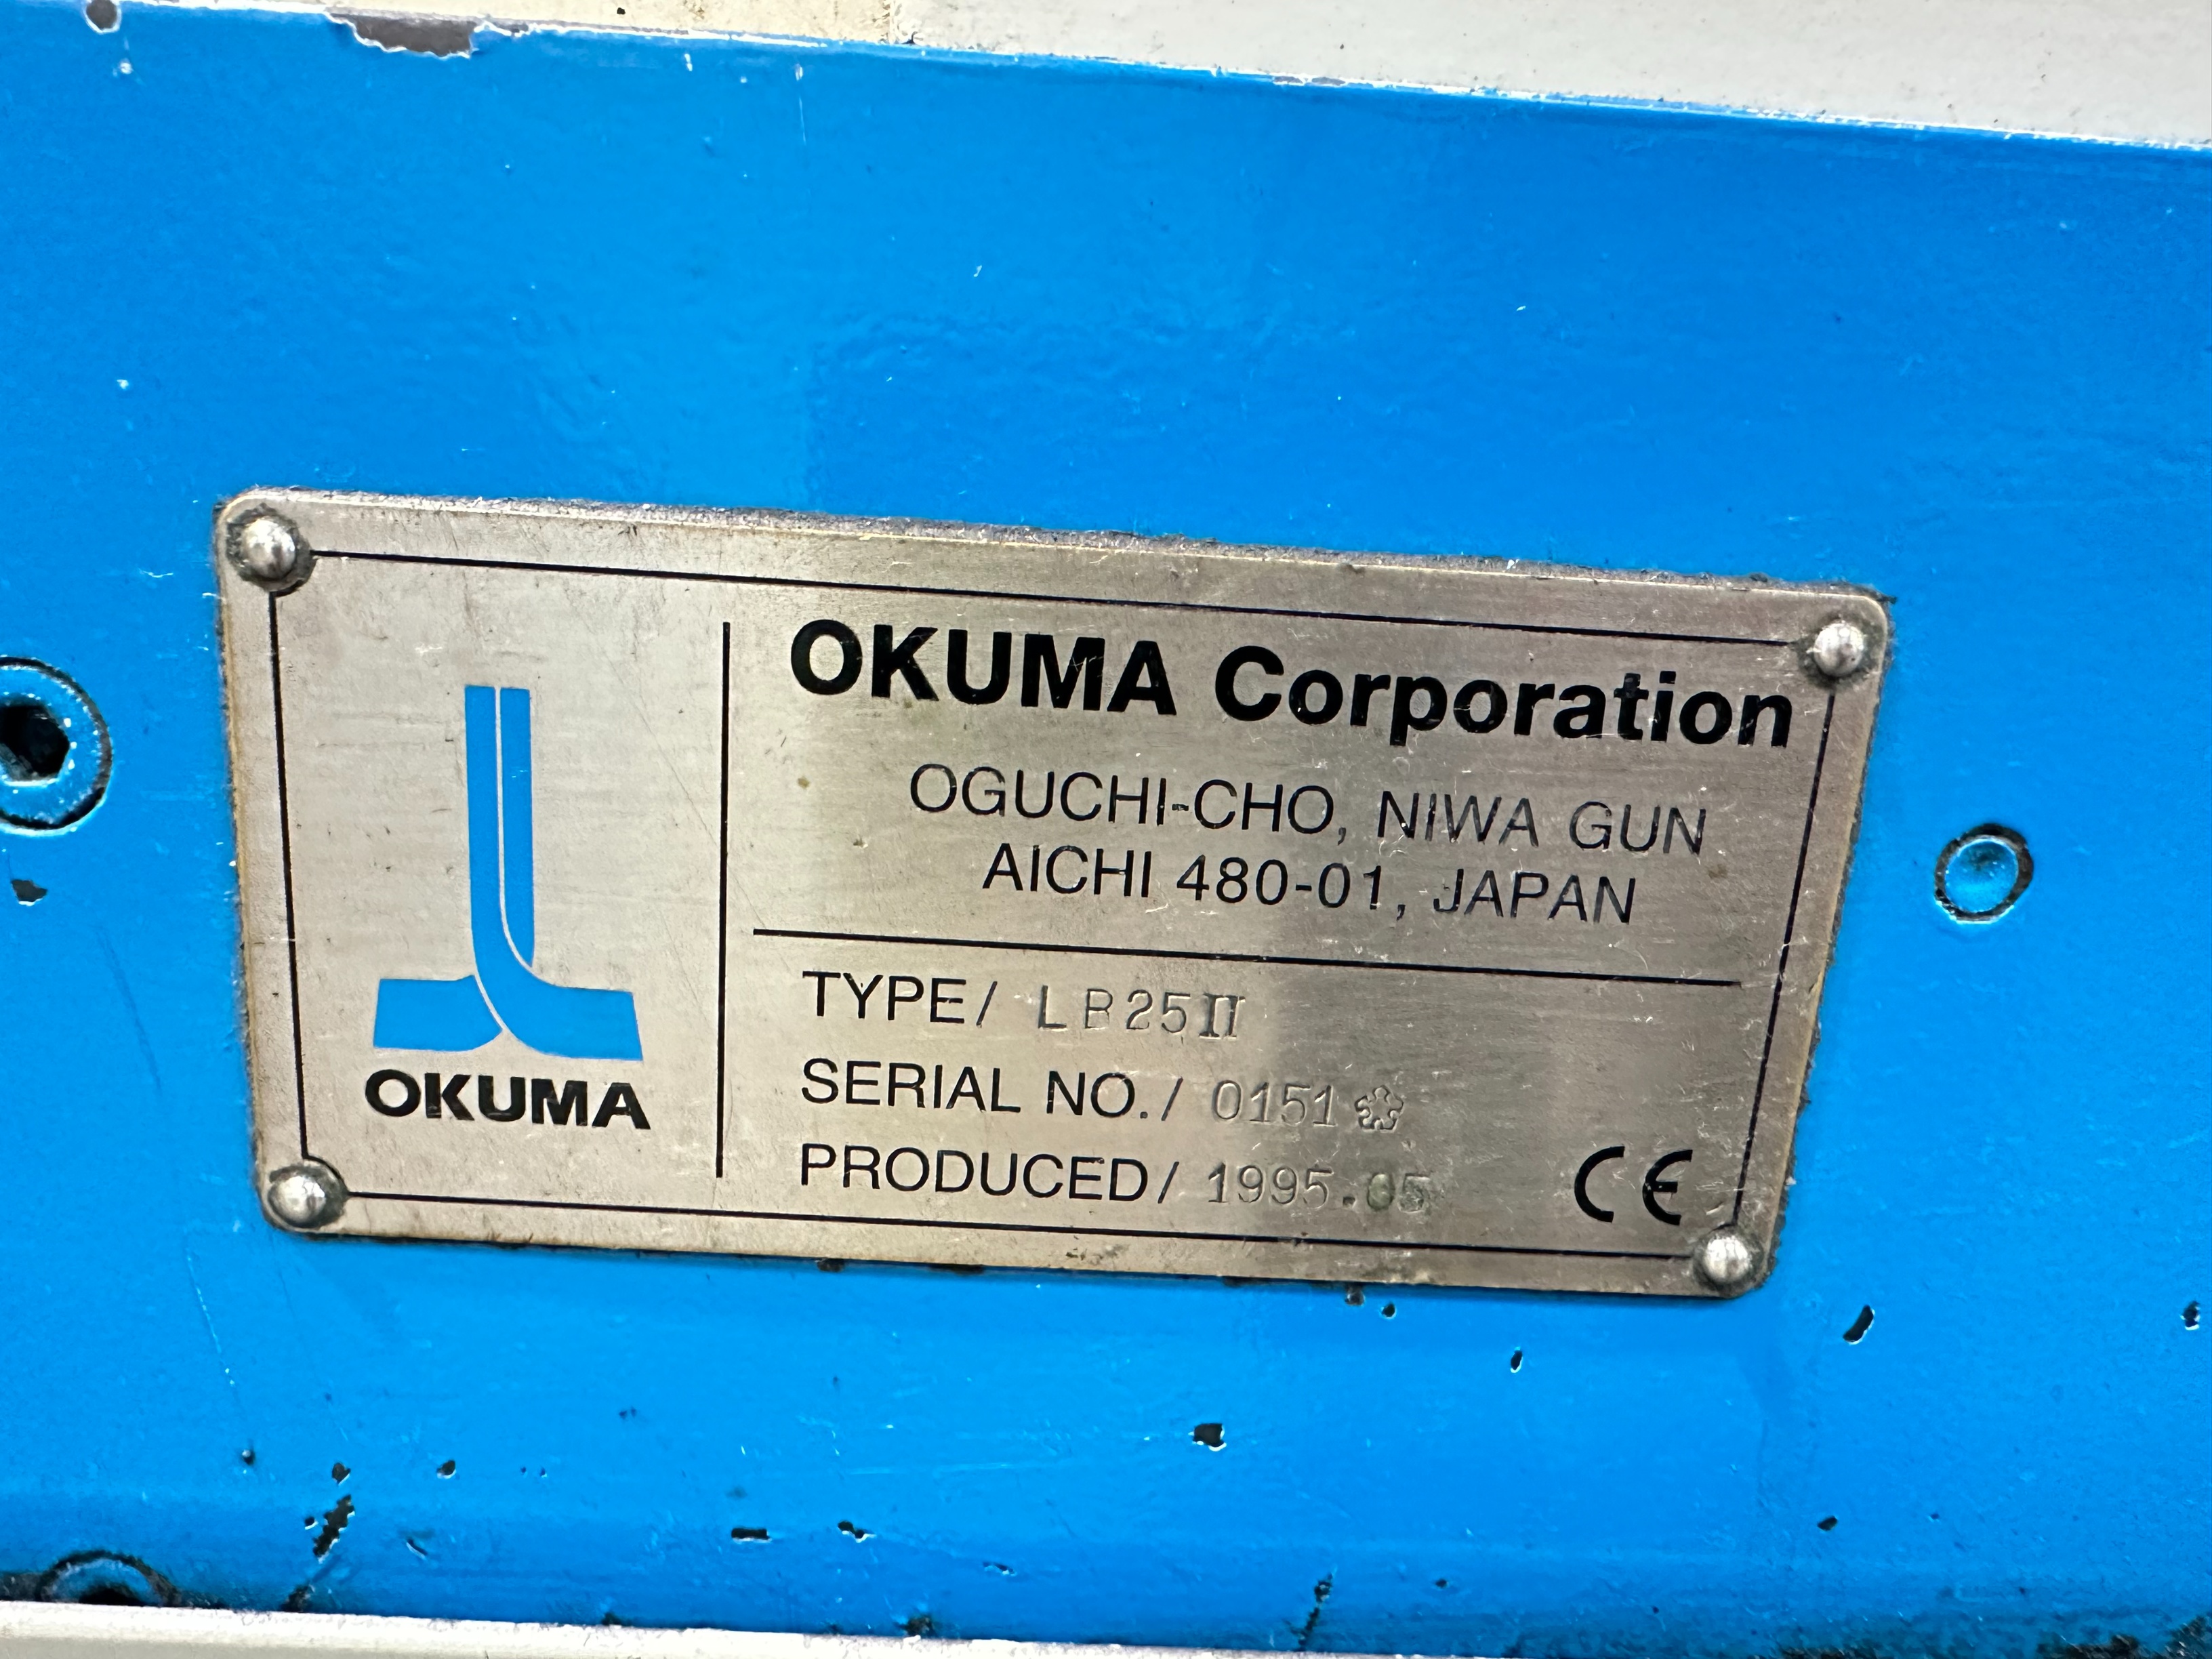 OKUMA
OKUMA Corporation
OGUCHI-CHO, NIWA GUN
AICHI 480-01, JAPAN
TYPE/ LB25II
SERIAL NO./ 0151
PRODUCED/ 1995.05
CE